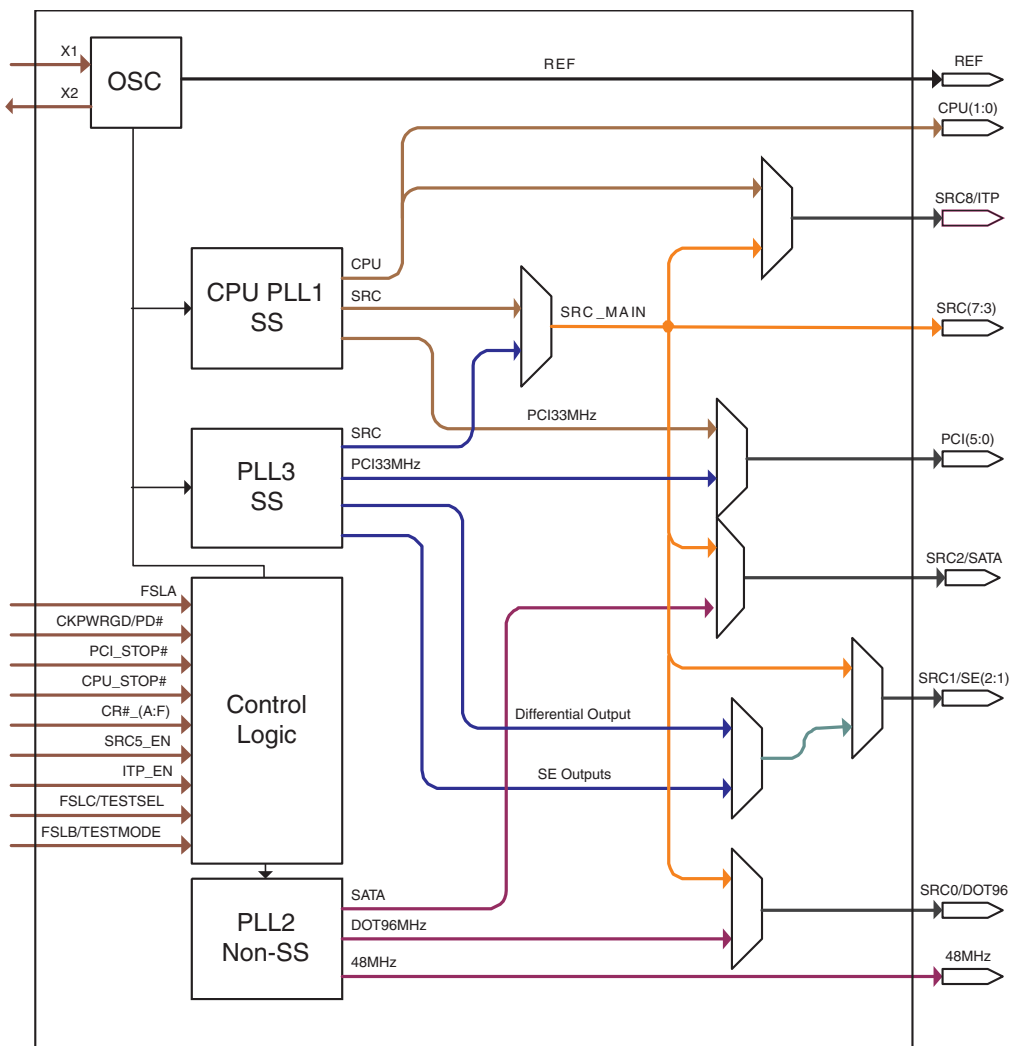 X1
X2
OSC
REF
REF
CPU(1:0)
SRC8/ITP
CPU PLL1
SS
CPU
SRC
SRC_MAIN
SRC(7:3)
PCI33MHz
PCI(5:0)
PLL3
SS
SRC
PCI33MHz
SRC2/SATA
FSLA
CKPWRGD/PD#
PCI_STOP#
CPU_STOP#
CR#_(A:F)
SRC5_EN
ITP_EN
FSLC/TESTSEL
FSLB/TESTMODE
Control
Logic
Differential Output
SE Outputs
SRC1/SE(2:1)
PLL2
Non-SS
SATA
DOT96MHz
48MHz
SRC0/DOT96
48MHz